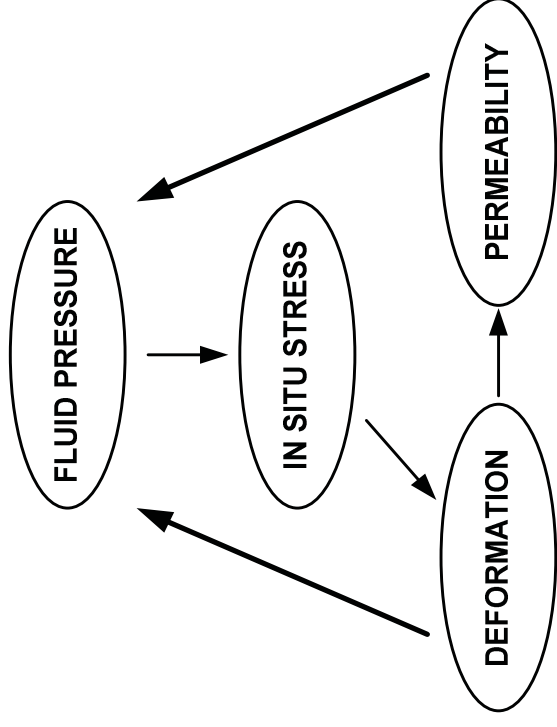 FLUID PRESSURE
IN SITU STRESS
DEFORMATION
PERMEABILITY